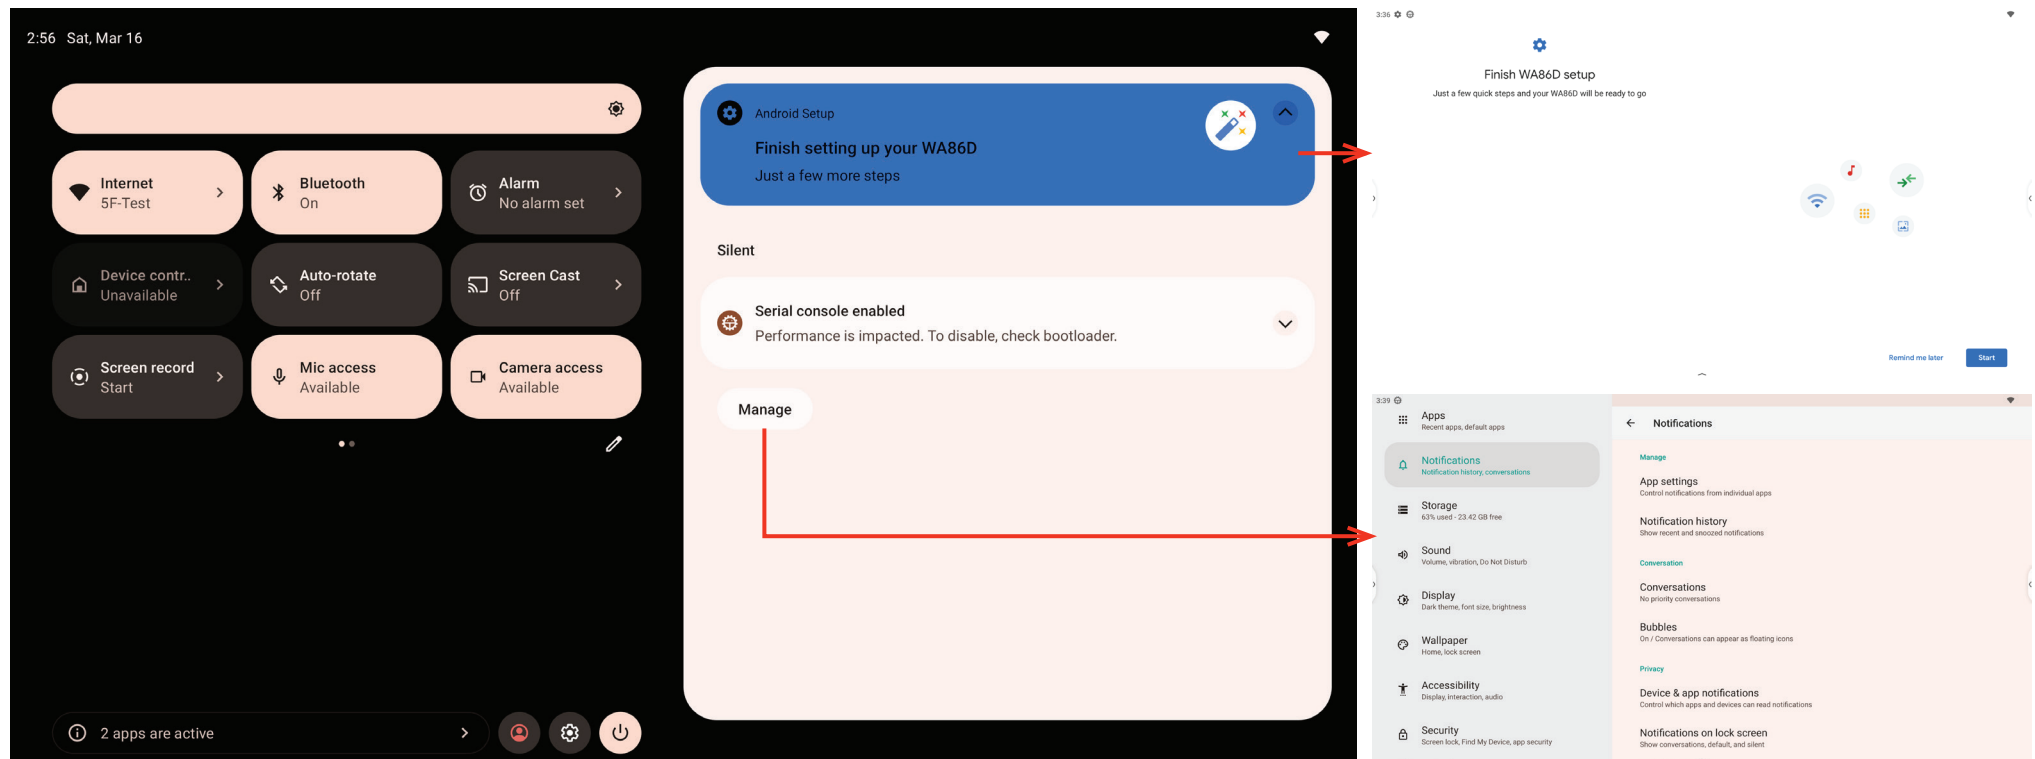 2:56 Sat, Mar 16
Internet
5F-Test
Bluetooth
On
Alarm
No alarm set
Device contr..
Unavailable
Auto-rotate
Off
Screen Cast
Off
Screen record
Start
Mic access
Available
Camera access
Available
2 apps are active
Android Setup
Finish setting up your WA86D
Just a few more steps
Silent
Serial console enabled
Performance is impacted. To disable, check bootloader.
Manage
3:36
Finish WA86D setup
Just a few quick steps and your WA86D will be ready to go
Remind me later
Start
3:39
Apps
Recent apps, default apps
Notifications
Notification history, conversations
Storage
63% used - 23.42 GB free
Sound
Volume, vibration, Do Not Disturb
Display
Dark theme, font size, brightness
Wallpaper
Home, lock screen
Accessibility
Display, interaction, audio
Security
Screen lock, Find My Device, app security
Notifications
Manage
App settings
Control notifications from individual apps
Notification history
Show recent and snoozed notifications
Conversation
Conversations
No priority conversations
Bubbles
On / Conversations can appear as floating icons
Privacy
Device & app notifications
Control which apps and devices can read notifications
Notifications on lock screen
Show conversations, default, and silent